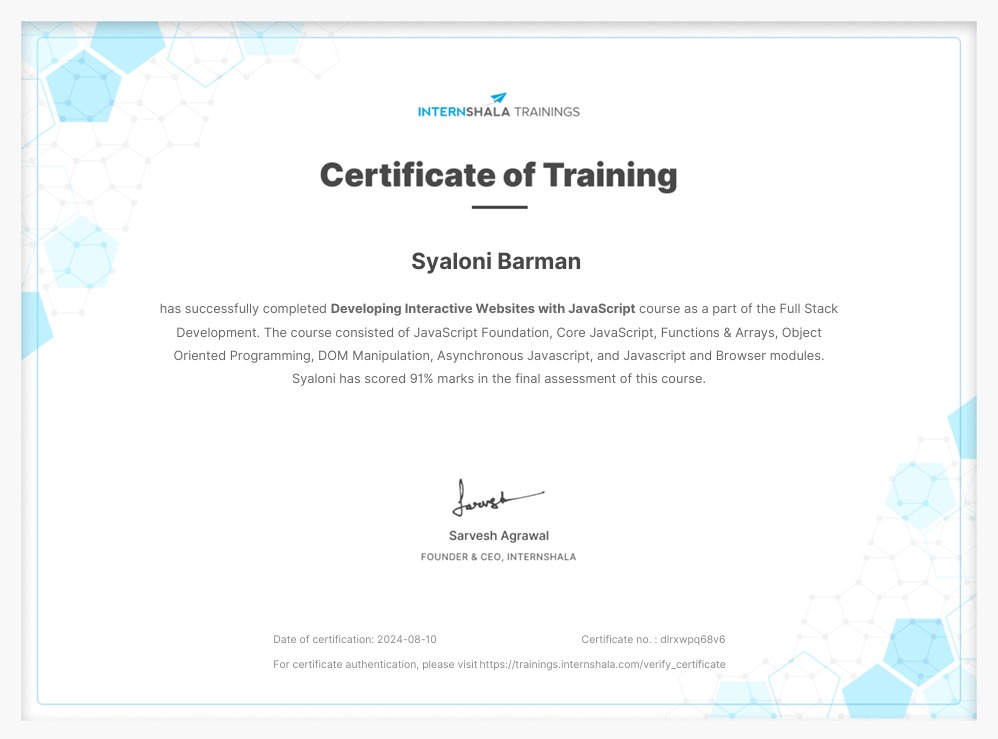 INTERNSHALA TRAININGS
Certificate of Training
Syaloni Barman
has successfully completed Developing Interactive Websites with JavaScript course as a part of the Full Stack
Development. The course consisted of JavaScript Foundation, Core JavaScript, Functions & Arrays, Object
Oriented Programming, DOM Manipulation, Asynchronous Javascript, and Javascript and Browser modules.
Syaloni has scored 91% marks in the final assessment of this course.
Sarvesh
Sarvesh Agrawal
FOUNDER & CEO, INTERNSHALA
Date of certification: 2024-08-10 Certificate no. : dlrxwpq68v6
For certificate authentication, please visit https://trainings.internshala.com/verify_certificate